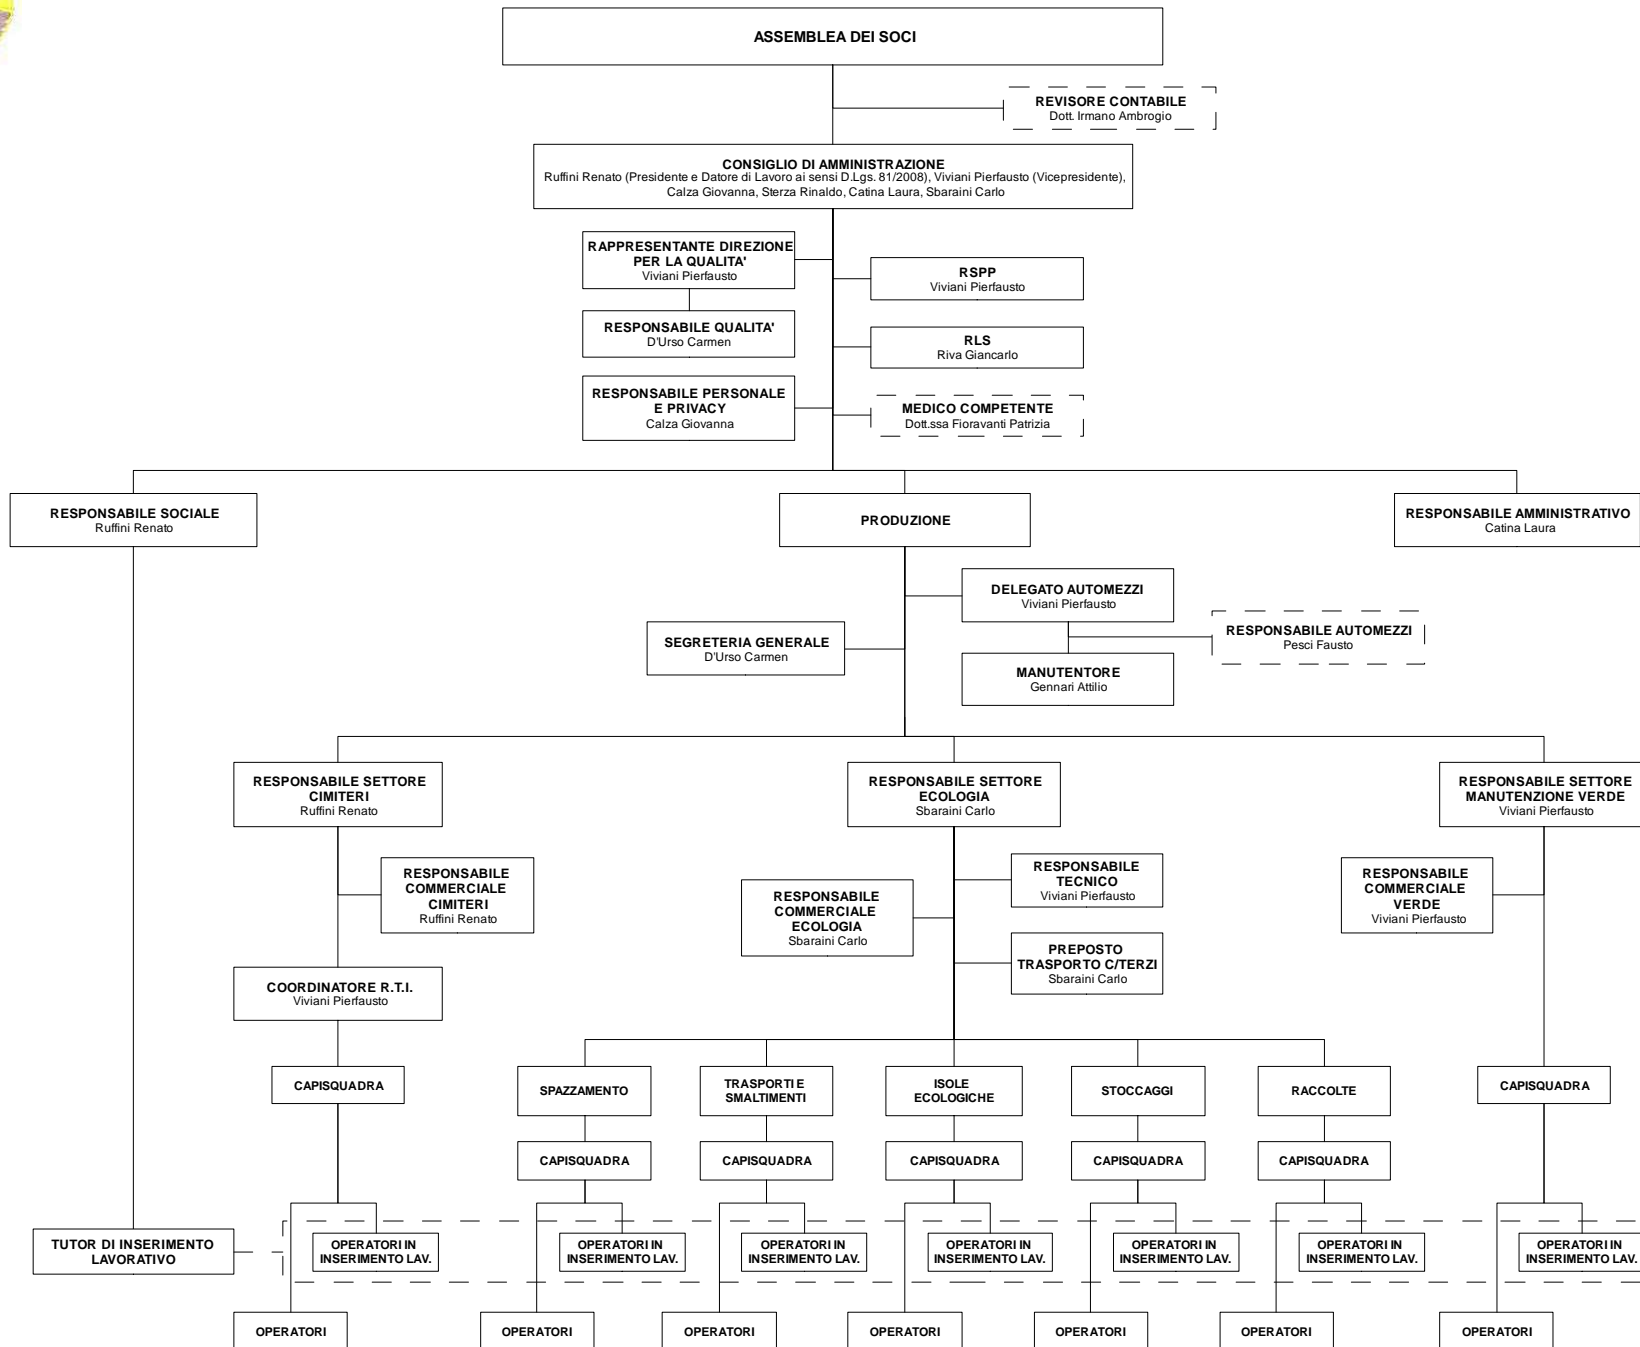 ASSEMBLEA DEI SOCI
REVISORE CONTABILE
Dott. Irmano Ambrogio
CONSIGLIO DI AMMINISTRAZIONE
Ruffini Renato (Presidente e Datore di Lavoro ai sensi D.Lgs. 81/2008), Viviani Pierfausto (Vicepresidente),
Calza Giovanna, Sterza Rinaldo, Catina Laura, Sbaraini Carlo
RAPPRESENTANTE DIREZIONE
PER LA QUALITA'
Viviani Pierfausto
RSPP
Viviani Pierfausto
RESPONSABILE QUALITA'
D'Urso Carmen
RLS
Riva Giancarlo
RESPONSABILE PERSONALE
E PRIVACY
Calza Giovanna
MEDICO COMPETENTE
Dott.ssa Fioravanti Patrizia
RESPONSABILE SOCIALE
Ruffini Renato
PRODUZIONE
RESPONSABILE AMMINISTRATIVO
Catina Laura
DELEGATO AUTOMEZZI
Viviani Pierfausto
RESPONSABILE AUTOMEZZI
Pesci Fausto
SEGRETERIA GENERALE
D'Urso Carmen
MANUTENTORE
Gennari Attilio
RESPONSABILE SETTORE
CIMITERI
Ruffini Renato
RESPONSABILE SETTORE
ECOLOGIA
Sbaraini Carlo
RESPONSABILE SETTORE
MANUTENZIONE VERDE
Viviani Pierfausto
RESPONSABILE
COMMERCIALE
CIMITERI
Ruffini Renato
RESPONSABILE
COMMERCIALE
ECOLOGIA
Sbaraini Carlo
RESPONSABILE
TECNICO
Viviani Pierfausto
RESPONSABILE
COMMERCIALE
VERDE
Viviani Pierfausto
PREPOSTO
TRASPORTO C/TERZI
Sbaraini Carlo
COORDINATORE R.T.I.
Viviani Pierfausto
CAPISQUADRA
SPAZZAMENTO
TRASPORTI E
SMALTIMENTI
ISOLE
ECOLOGICHE
STOCCAGGI
RACCOLTE
CAPISQUADRA
CAPISQUADRA
CAPISQUADRA
CAPISQUADRA
CAPISQUADRA
CAPISQUADRA
TUTOR DI INSERIMENTO
LAVORATIVO
OPERATORI IN
INSERIMENTO LAV.
OPERATORI IN
INSERIMENTO LAV.
OPERATORI IN
INSERIMENTO LAV.
OPERATORI IN
INSERIMENTO LAV.
OPERATORI IN
INSERIMENTO LAV.
OPERATORI IN
INSERIMENTO LAV.
OPERATORI IN
INSERIMENTO LAV.
OPERATORI
OPERATORI
OPERATORI
OPERATORI
OPERATORI
OPERATORI
OPERATORI